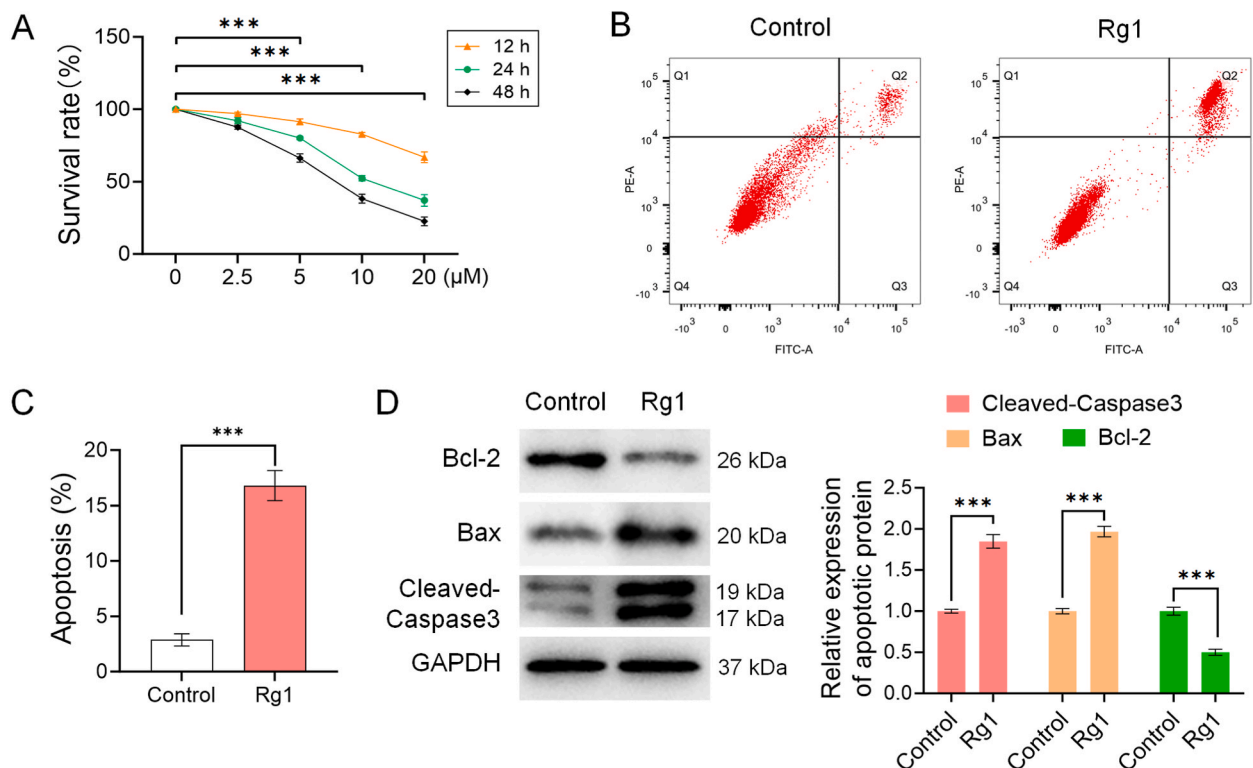 A
Survival rate (%)
150
100
50
0
***
***
***
12 h
24 h
48 h
0 2.5 5 10 20 (μM)
B
Control
Rg1
Q1 Q2
Q4 Q3
PE-A
10^5
10^4
10^3
0
-10^3
-10^3 0 10^3 10^4 10^5
FITC-A
Q1 Q2
Q4 Q3
PE-A
10^5
10^4
10^3
0
-10^3
-10^3 0 10^3 10^4 10^5
FITC-A
C
Apoptosis (%)
20
15
10
5
0
***
Control Rg1
D
Control Rg1
Bcl-2 26 kDa
Bax 20 kDa
Cleaved- 19 kDa
Caspase3 17 kDa
GAPDH 37 kDa
Cleaved-Caspase3
Bax Bcl-2
Relative expression
of apoptotic protein
2.5
2.0
1.5
1.0
0.5
0.0
*** *** ***
Control Rg1 Control Rg1 Control Rg1